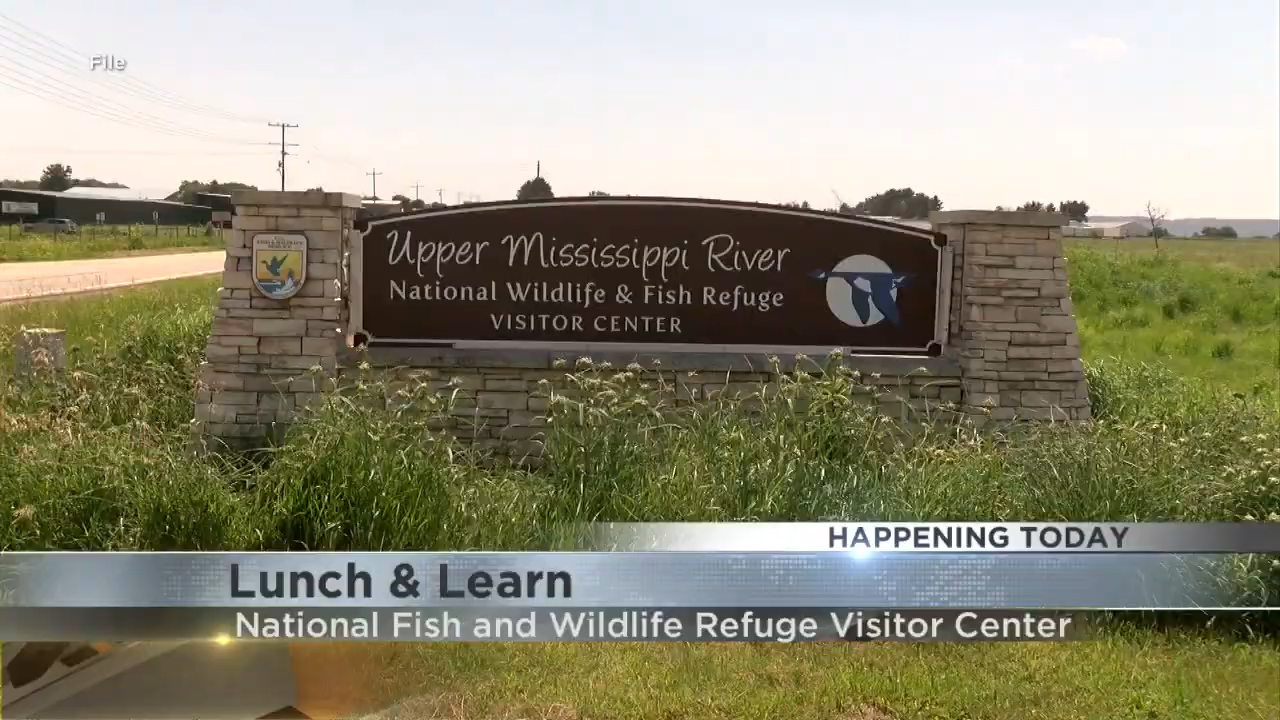 File
Upper Mississippi River
National Wildlife & Fish Refuge
VISITOR CENTER
HAPPENING TODAY
Lunch & Learn
National Fish and Wildlife Refuge Visitor Center